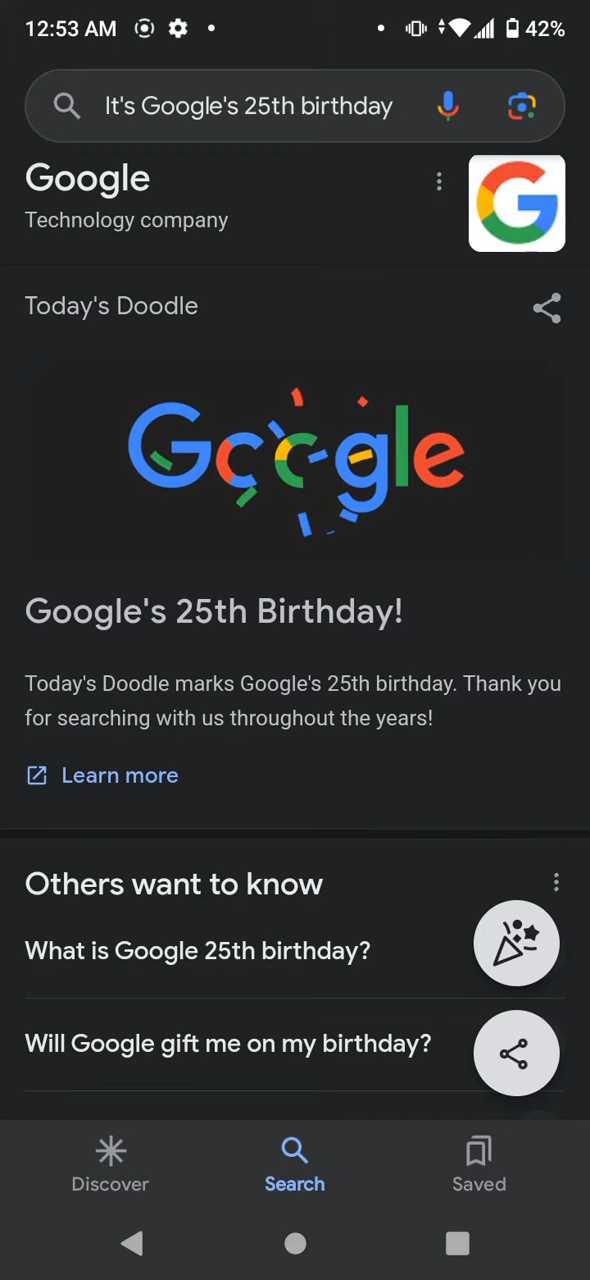 12:53 AM 42%
It's Google's 25th birthday
Google
Technology company
Today's Doodle
Google
Google's 25th Birthday!
Today's Doodle marks Google's 25th birthday. Thank you
for searching with us throughout the years!
Learn more
Others want to know
What is Google 25th birthday?
Will Google gift me on my birthday?
Discover Search Saved